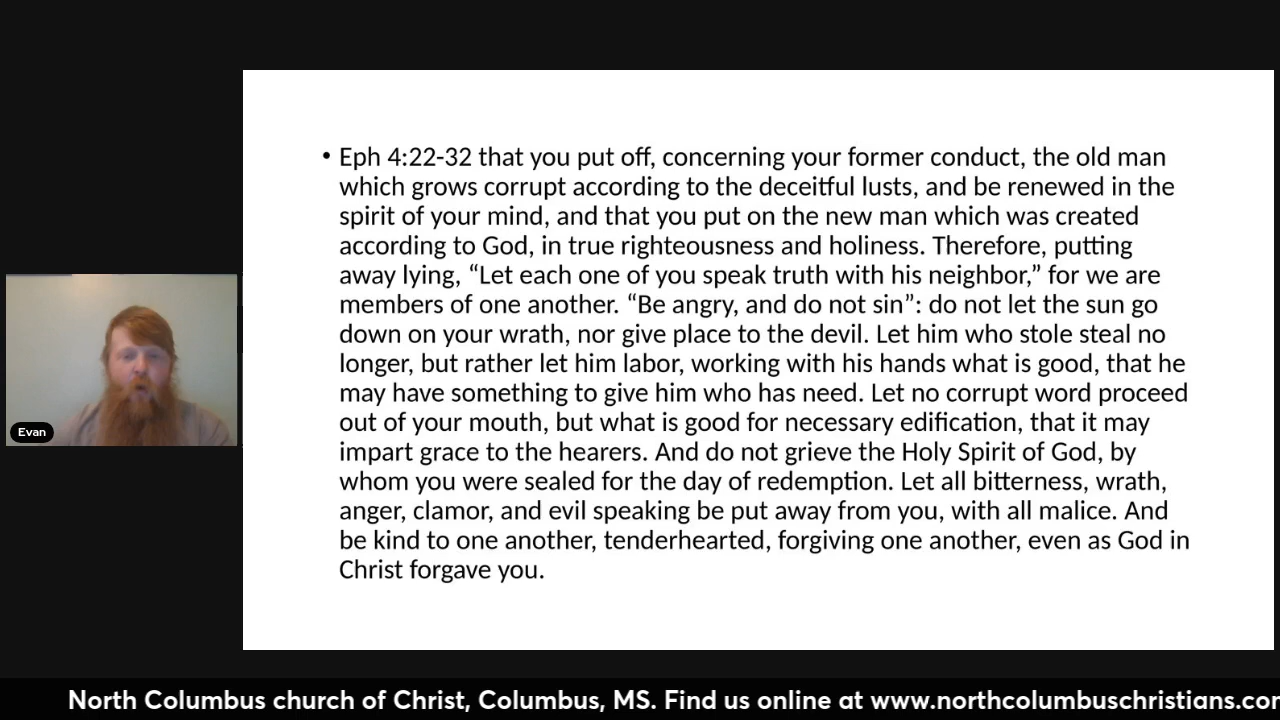 • Eph 4:22-32 that you put off, concerning your former conduct, the old man
which grows corrupt according to the deceitful lusts, and be renewed in the
spirit of your mind, and that you put on the new man which was created
according to God, in true righteousness and holiness. Therefore, putting
away lying, “Let each one of you speak truth with his neighbor,” for we are
members of one another. “Be angry, and do not sin”: do not let the sun go
down on your wrath, nor give place to the devil. Let him who stole steal no
longer, but rather let him labor, working with his hands what is good, that he
may have something to give him who has need. Let no corrupt word proceed
out of your mouth, but what is good for necessary edification, that it may
impart grace to the hearers. And do not grieve the Holy Spirit of God, by
whom you were sealed for the day of redemption. Let all bitterness, wrath,
anger, clamor, and evil speaking be put away from you, with all malice. And
be kind to one another, tenderhearted, forgiving one another, even as God in
Christ forgave you.
Evan
North Columbus church of Christ, Columbus, MS. Find us online at www.northcolumbuschristians.co